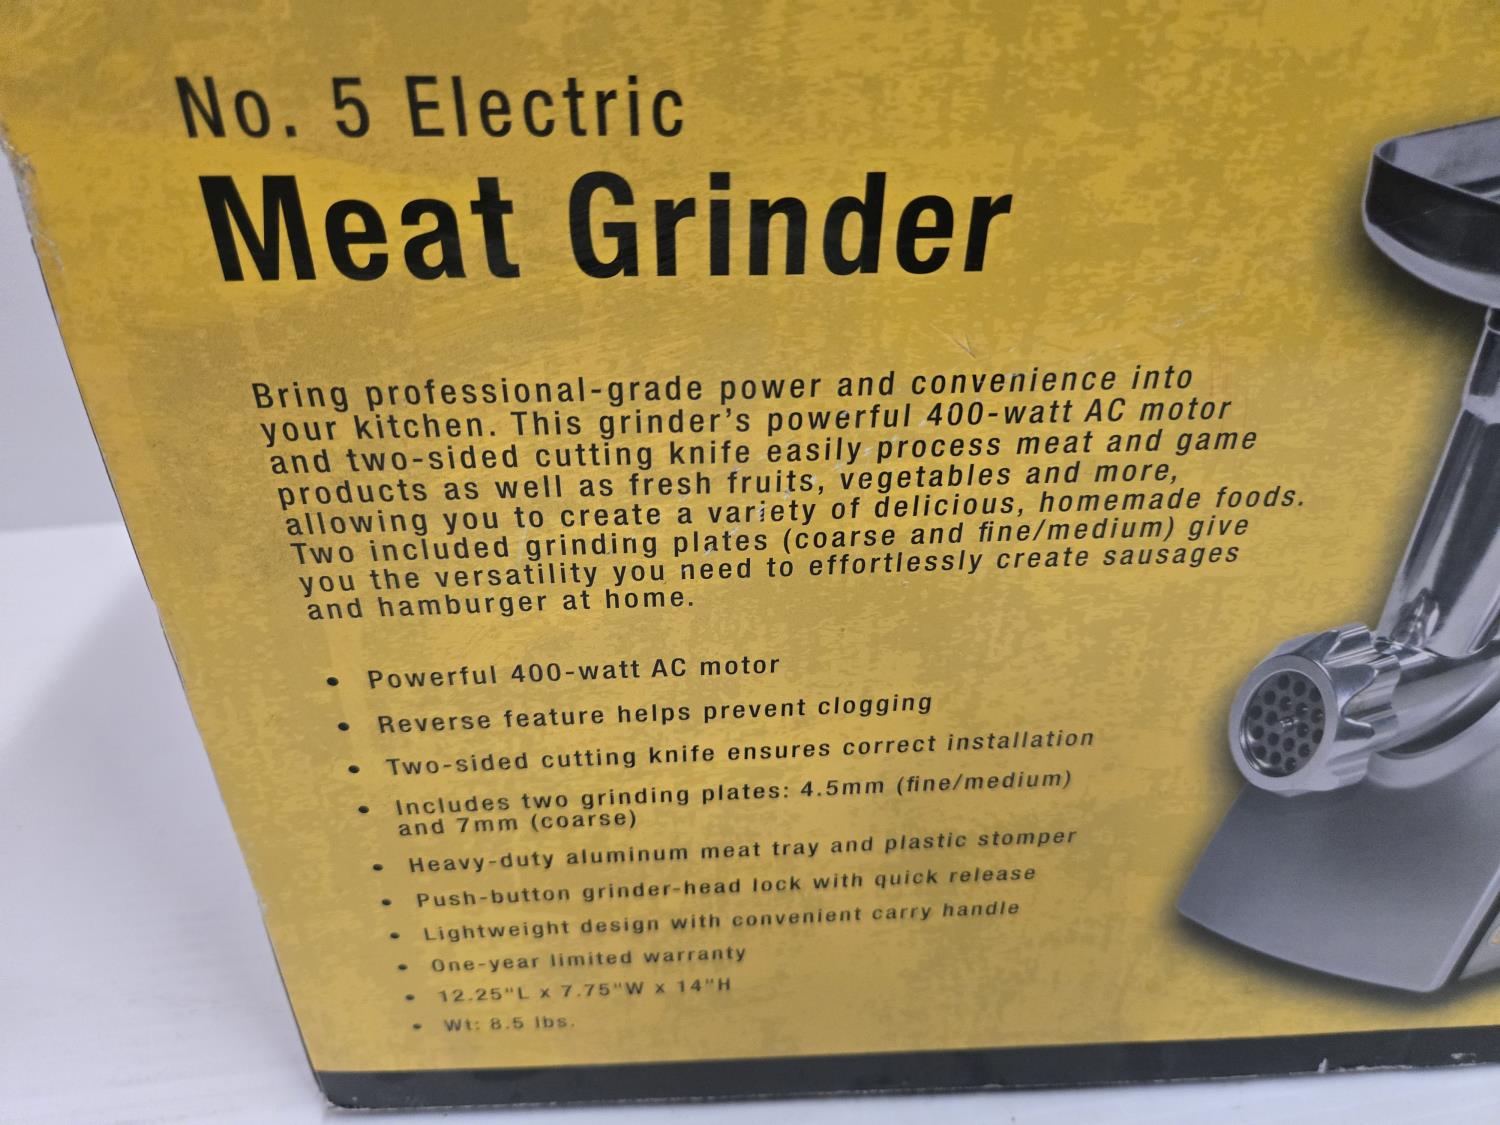 No. 5 Electric
Meat Grinder
Bring professional-grade power and convenience into
your kitchen. This grinder's powerful 400-watt AC motor
and two-sided cutting knife easily process meat and game
products as well as fresh fruits, vegetables and more,
allowing you to create a variety of delicious, homemade foods.
Two included grinding plates (coarse and fine/medium) give
you the versatility you need to effortlessly create sausages
and hamburger at home.
• Powerful 400-watt AC motor
• Reverse feature helps prevent clogging
• Two-sided cutting knife ensures correct installation
• Includes two grinding plates: 4.5mm (fine/medium)
and 7mm (coarse)
• Heavy-duty aluminum meat tray and plastic stomper
• Push-button grinder-head lock with quick release
• Lightweight design with convenient carry handle
• One-year limited warranty
• 12.25"L x 7.75"W x 14"H
• Wt: 8.5 lbs.